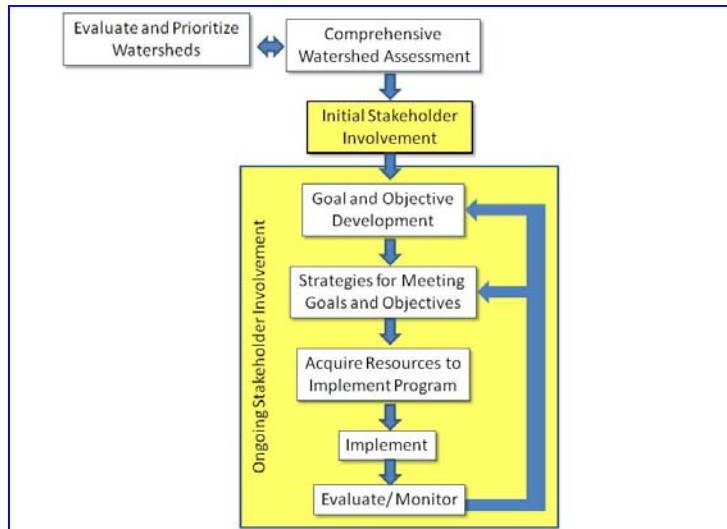 Evaluate and Prioritize
Watersheds
Comprehensive
Watershed Assessment
Initial Stakeholder
Involvement
Ongoing Stakeholder Involvement
Goal and Objective
Development
Strategies for Meeting
Goals and Objectives
Acquire Resources to
Implement Program
Implement
Evaluate/Monitor